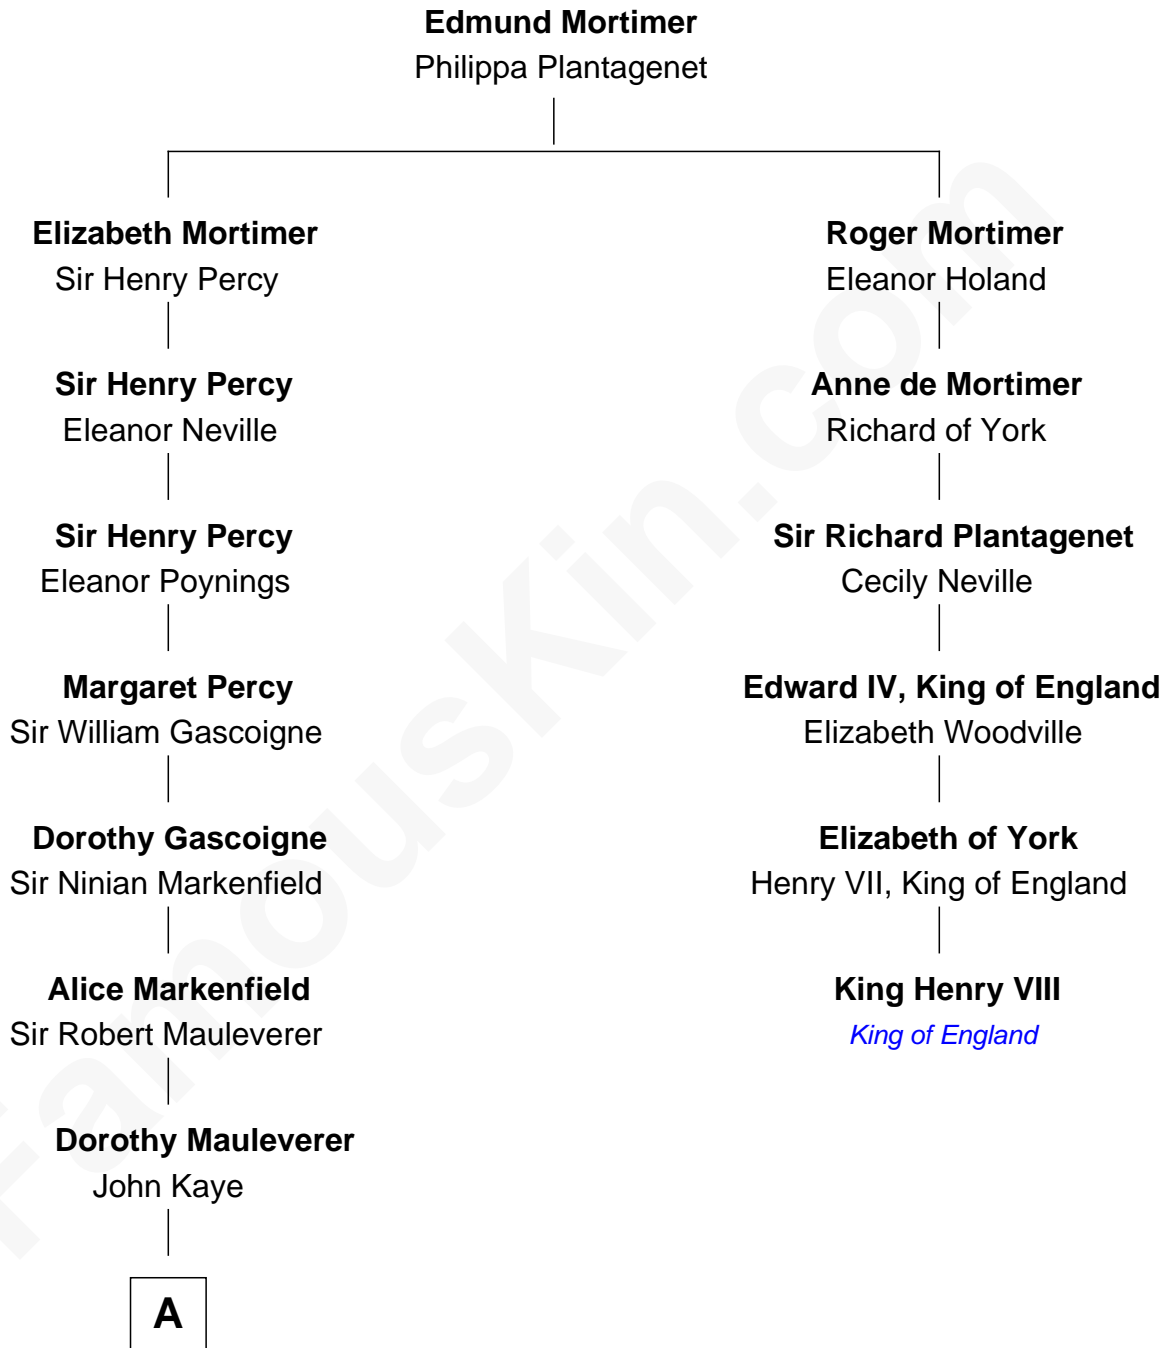 Edmund Mortimer
Philippa Plantagenet
Elizabeth Mortimer
Sir Henry Percy
Roger Mortimer
Eleanor Holand
Sir Henry Percy
Eleanor Neville
Anne de Mortimer
Richard of York
Sir Henry Percy
Eleanor Poynings
Sir Richard Plantagenet
Cecily Neville
Margaret Percy
Sir William Gascoigne
Edward IV, King of England
Elizabeth Woodville
Dorothy Gascoigne
Sir Ninian Markenfield
Elizabeth of York
Henry VII, King of England
Alice Markenfield
Sir Robert Mauleverer
King Henry VIII
King of England
Dorothy Mauleverer
John Kaye
A
FamousKin.com